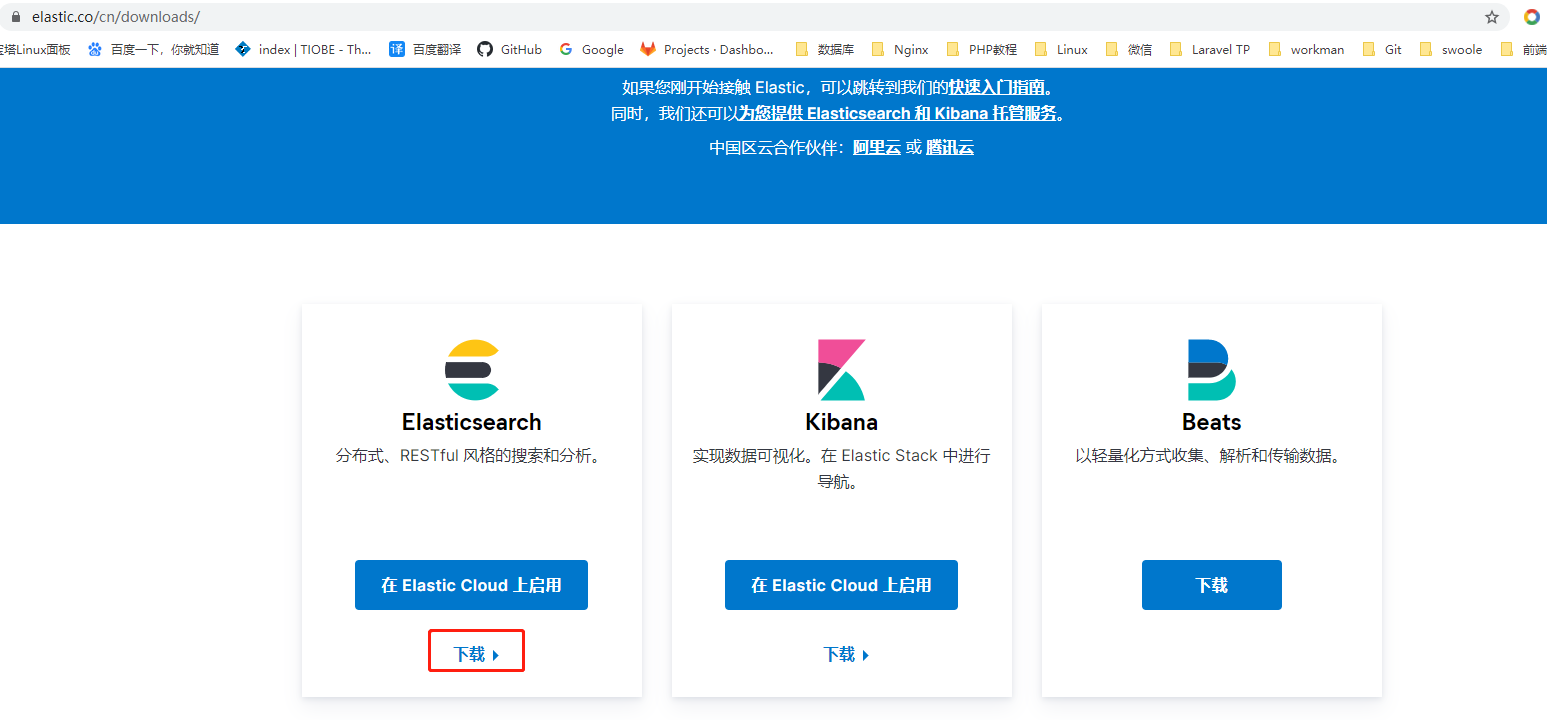 elastic.co/cn/downloads/
塔Linux面板 百度一下，你就知道 index | TIOBE - Th... 译 百度翻译 GitHub Google Projects · Dashbo... 数据库 Nginx PHP教程 Linux 微信 Laravel TP workman Git swoole 前端
如果您刚开始接触 Elastic，可以跳转到我们的快速入门指南。
同时，我们还可以为您提供 Elasticsearch 和 Kibana 托管服务。
中国区云合作伙伴：阿里云 或 腾讯云
Elasticsearch
分布式、RESTful 风格的搜索和分析。
在 Elastic Cloud 上启用
下载
Kibana
实现数据可视化。在 Elastic Stack 中进行
导航。
在 Elastic Cloud 上启用
下载
Beats
以轻量化方式收集、解析和传输数据。
下载